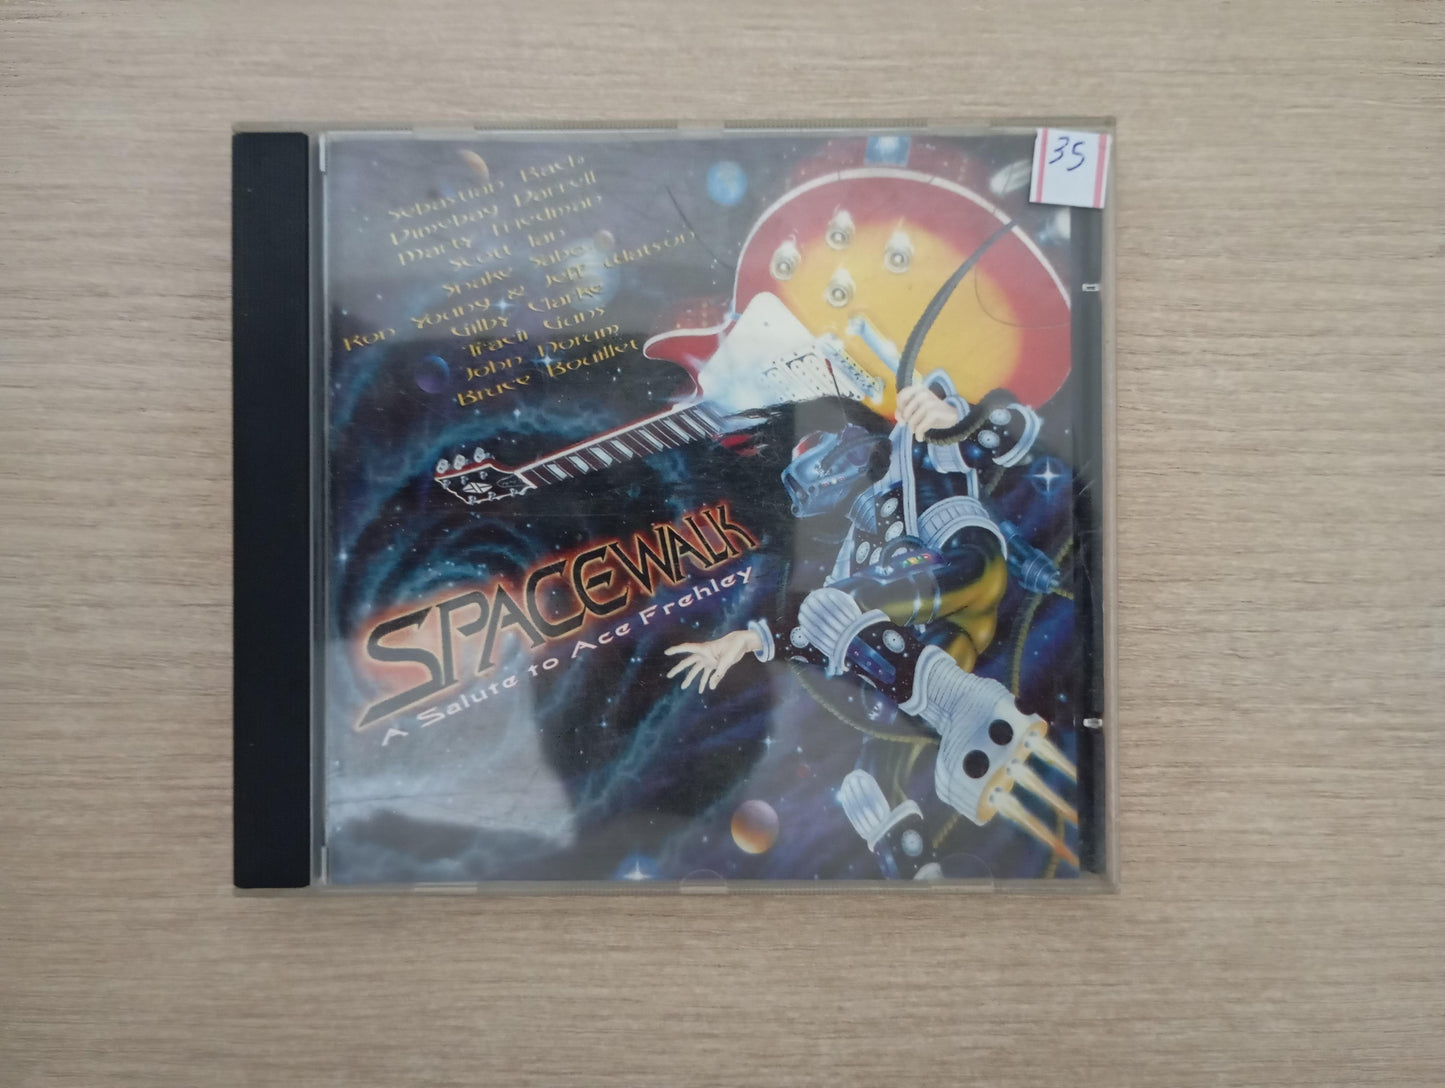 35
Sebastian Bach
Dimebag Darrell
Marty Friedman
Scott Ian
Snake Sabo
Ron Young & Jeff Watson
Gilby Clarke
Tracii Guns
John Norum
Bruce Bouillet
SPACEWALK
A Salute to Ace Frehley